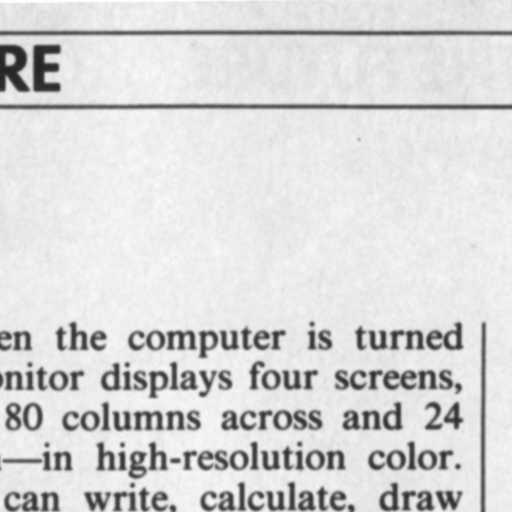 RE
en the computer is turned
onitor displays four screens,
80 columns across and 24
—in high-resolution color.
can write, calculate, draw